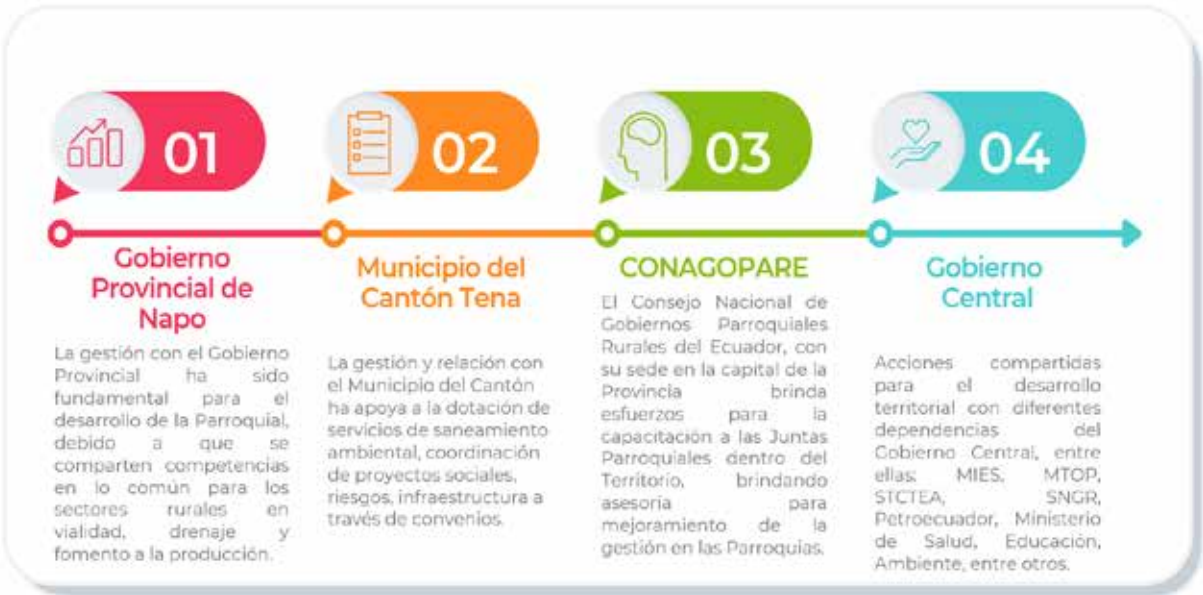 01
Gobierno
Provincial de
Napo
La gestión con el Gobierno
Provincial ha sido
fundamental para el
desarrollo de la Parroquial,
debido a que se
comparten competencias
en lo común para los
sectores rurales en
vialidad, drenaje y
fomento a la producción.
02
Municipio del
Cantón Tena
La gestión y relación con
el Municipio del Cantón
ha apoya a la dotación de
servicios de saneamiento
ambiental, coordinación
de proyectos sociales,
riesgos, infraestructura a
través de convenios.
03
CONAGOPARE
El Consejo Nacional de
Gobiernos Parroquiales
Rurales del Ecuador, con
su sede en la capital de la
Provincia brinda
esfuerzos para la
capacitación a las Juntas
Parroquiales dentro del
Territorio, brindando
asesoría para
mejoramiento de la
gestión en las Parroquias.
04
Gobierno
Central
Acciones compartidas
para el desarrollo
territorial con diferentes
dependencias del
Gobierno Central, entre
ellas: MIES, MTOP,
STCTEA, SNGR,
Petroecuador, Ministerio
de Salud, Educación,
Ambiente, entre otros.